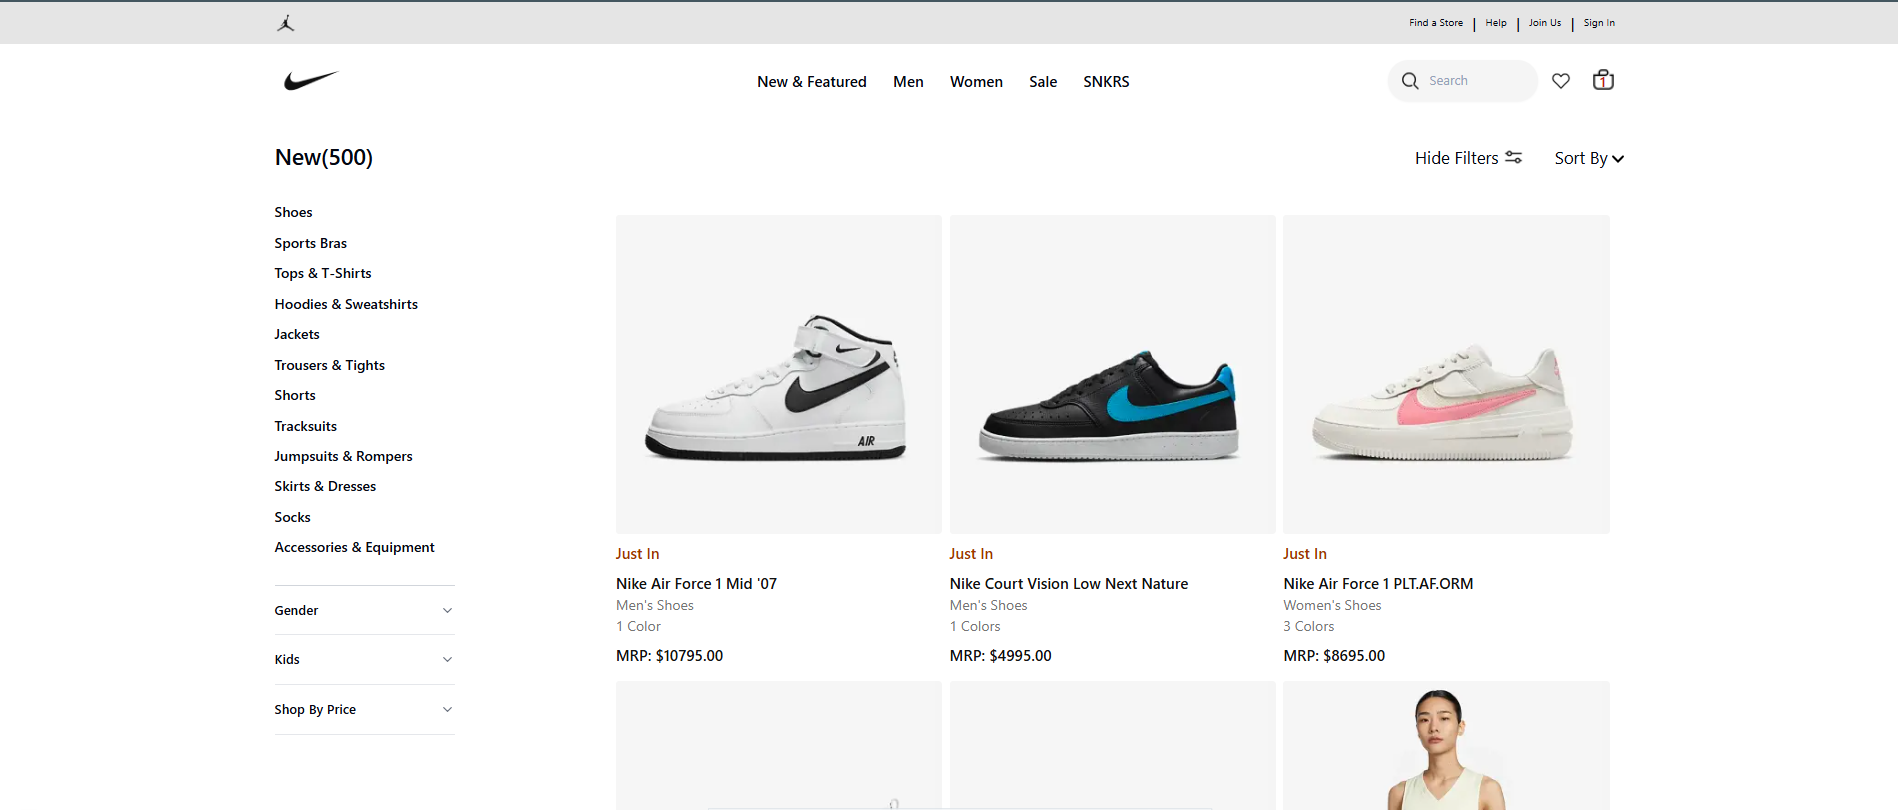 Find a Store | Help | Join Us | Sign In
New & Featured Men Women Sale SNKRS
Search
1
New(500)
Hide Filters
Sort By
Shoes
Sports Bras
Tops & T-Shirts
Hoodies & Sweatshirts
Jackets
Trousers & Tights
Shorts
Tracksuits
Jumpsuits & Rompers
Skirts & Dresses
Socks
Accessories & Equipment
Gender
Kids
Shop By Price
AIR
Just In
Nike Air Force 1 Mid '07
Men's Shoes
1 Color
MRP: $10795.00
Just In
Nike Court Vision Low Next Nature
Men's Shoes
1 Colors
MRP: $4995.00
Just In
Nike Air Force 1 PLT.AF.ORM
Women's Shoes
3 Colors
MRP: $8695.00